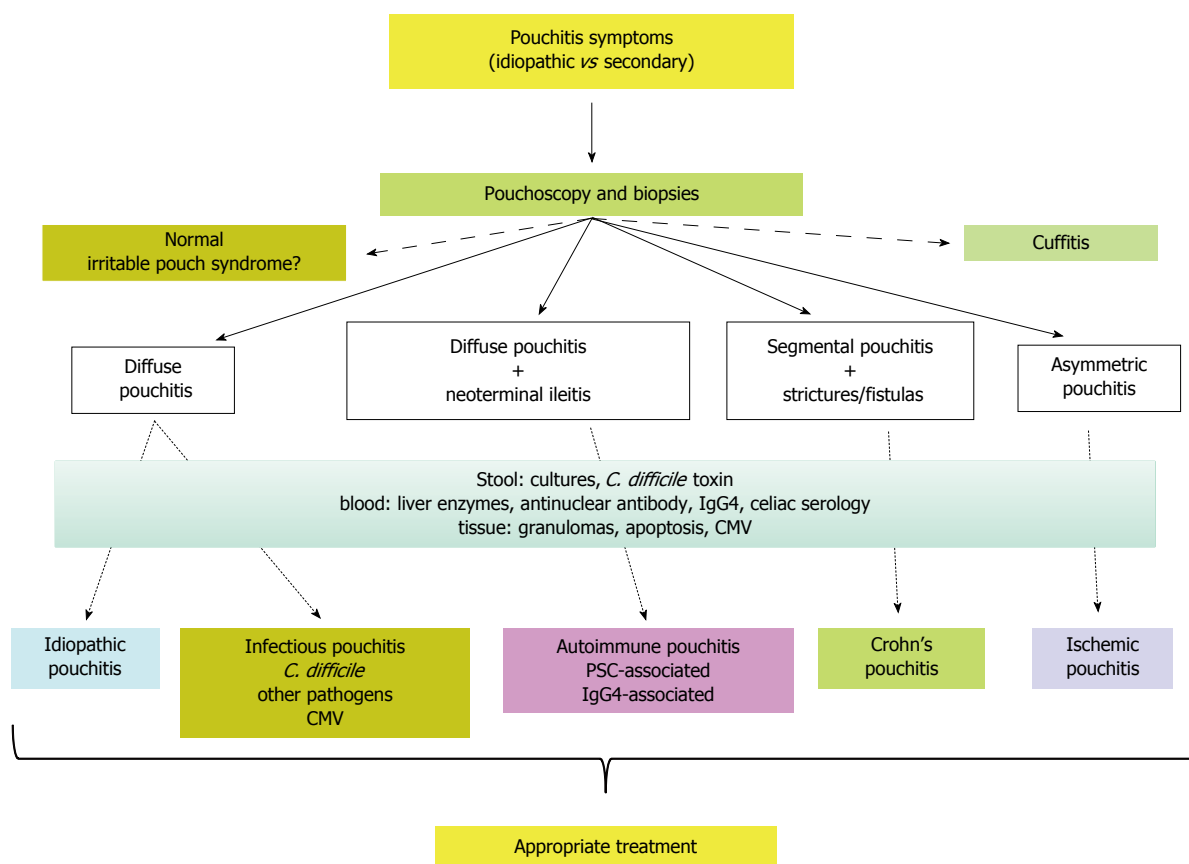 Pouchitis symptoms
(idiopathic vs secondary)
Pouchoscopy and biopsies
Normal
irritable pouch syndrome?
Cuffitis
Diffuse
pouchitis
Diffuse pouchitis
+
neoterminal ileitis
Segmental pouchitis
+
strictures/fistulas
Asymmetric
pouchitis
Stool: cultures, C. difficile toxin
blood: liver enzymes, antinuclear antibody, IgG4, celiac serology
tissue: granulomas, apoptosis, CMV
Idiopathic
pouchitis
Infectious pouchitis
C. difficile
other pathogens
CMV
Autoimmune pouchitis
PSC-associated
IgG4-associated
Crohn's
pouchitis
Ischemic
pouchitis
Appropriate treatment